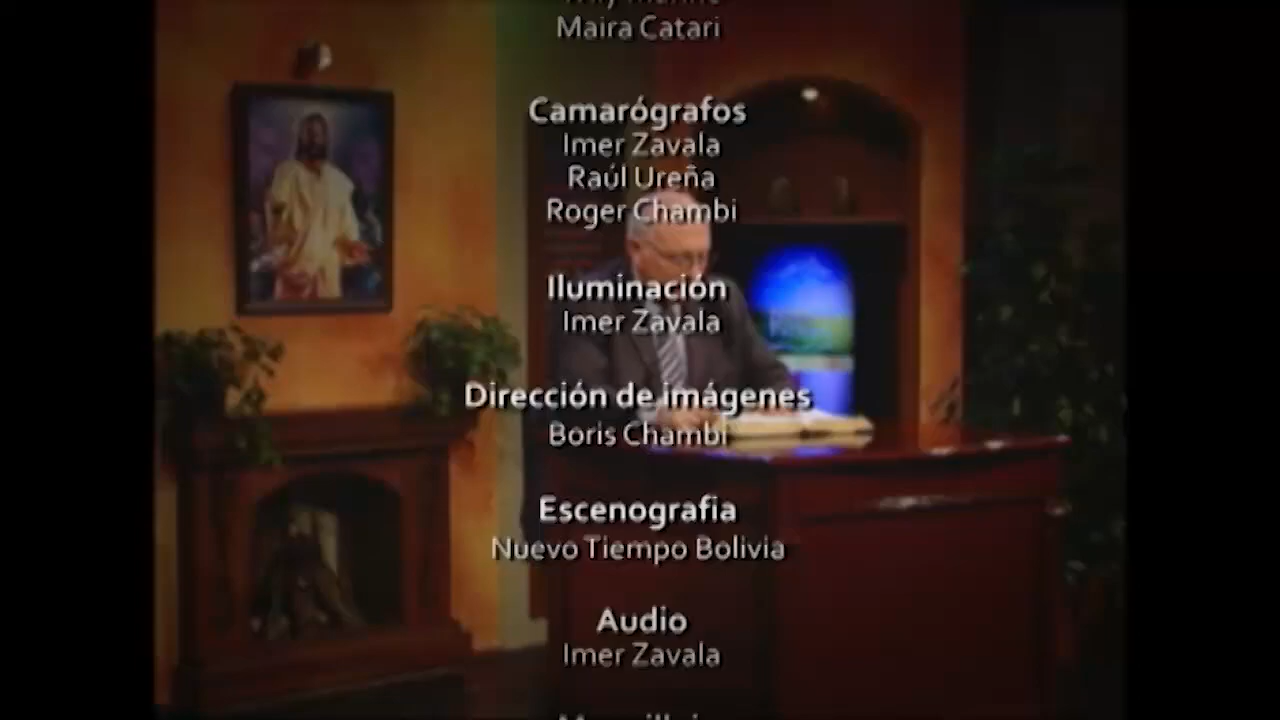 Maira Catari
Camarógrafos
Imer Zavala
Raúl Ureña
Roger Chambi
Iluminación
Imer Zavala
Dirección de imágenes
Boris Chambi
Escenografia
Nuevo Tiempo Bolivia
Audio
Imer Zavala